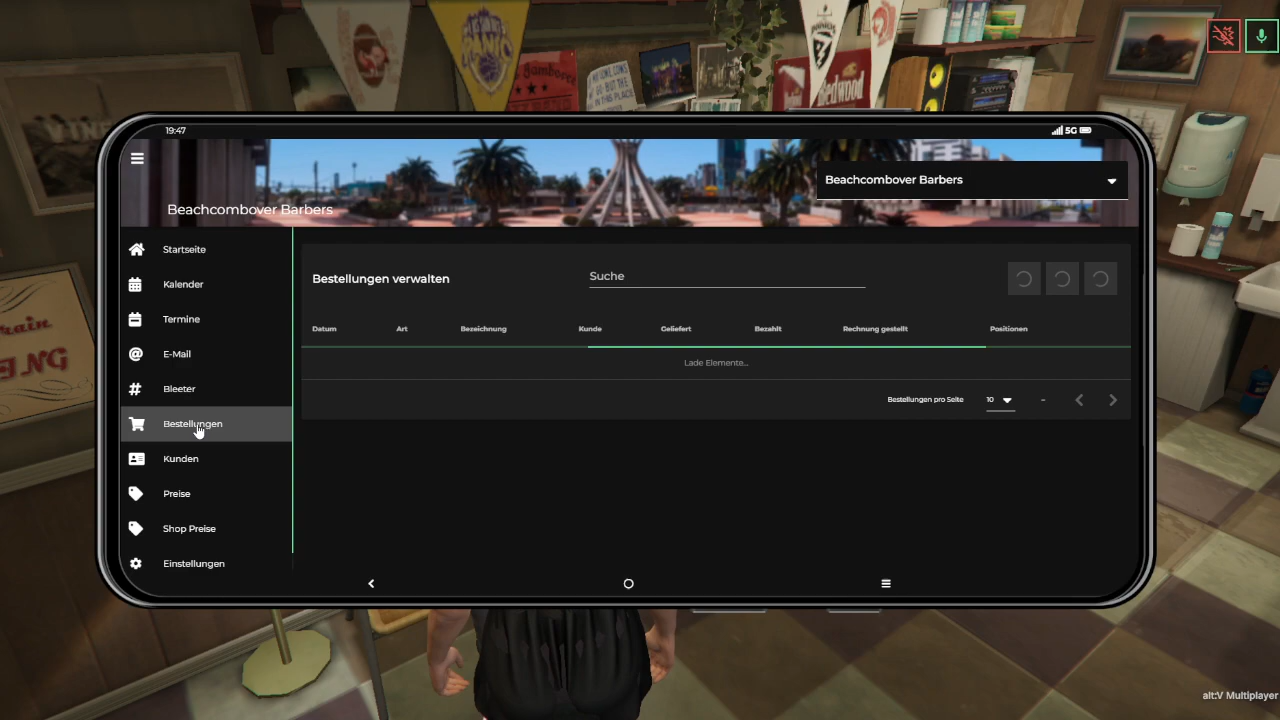 PANIC
Jamboree
Redwood
19:47
5G
Beachcombover Barbers
Beachcombover Barbers
Startseite
Kalender
Termine
E-Mail
Bleeter
Bestellungen
Kunden
Preise
Shop Preise
Einstellungen
Bestellungen verwalten
Suche
Datum Art Bezeichnung Kunde Geliefert Bezahlt Rechnung gestellt Positionen
Lade Elemente...
Bestellungen pro Seite 10 –
alt:V Multiplayer